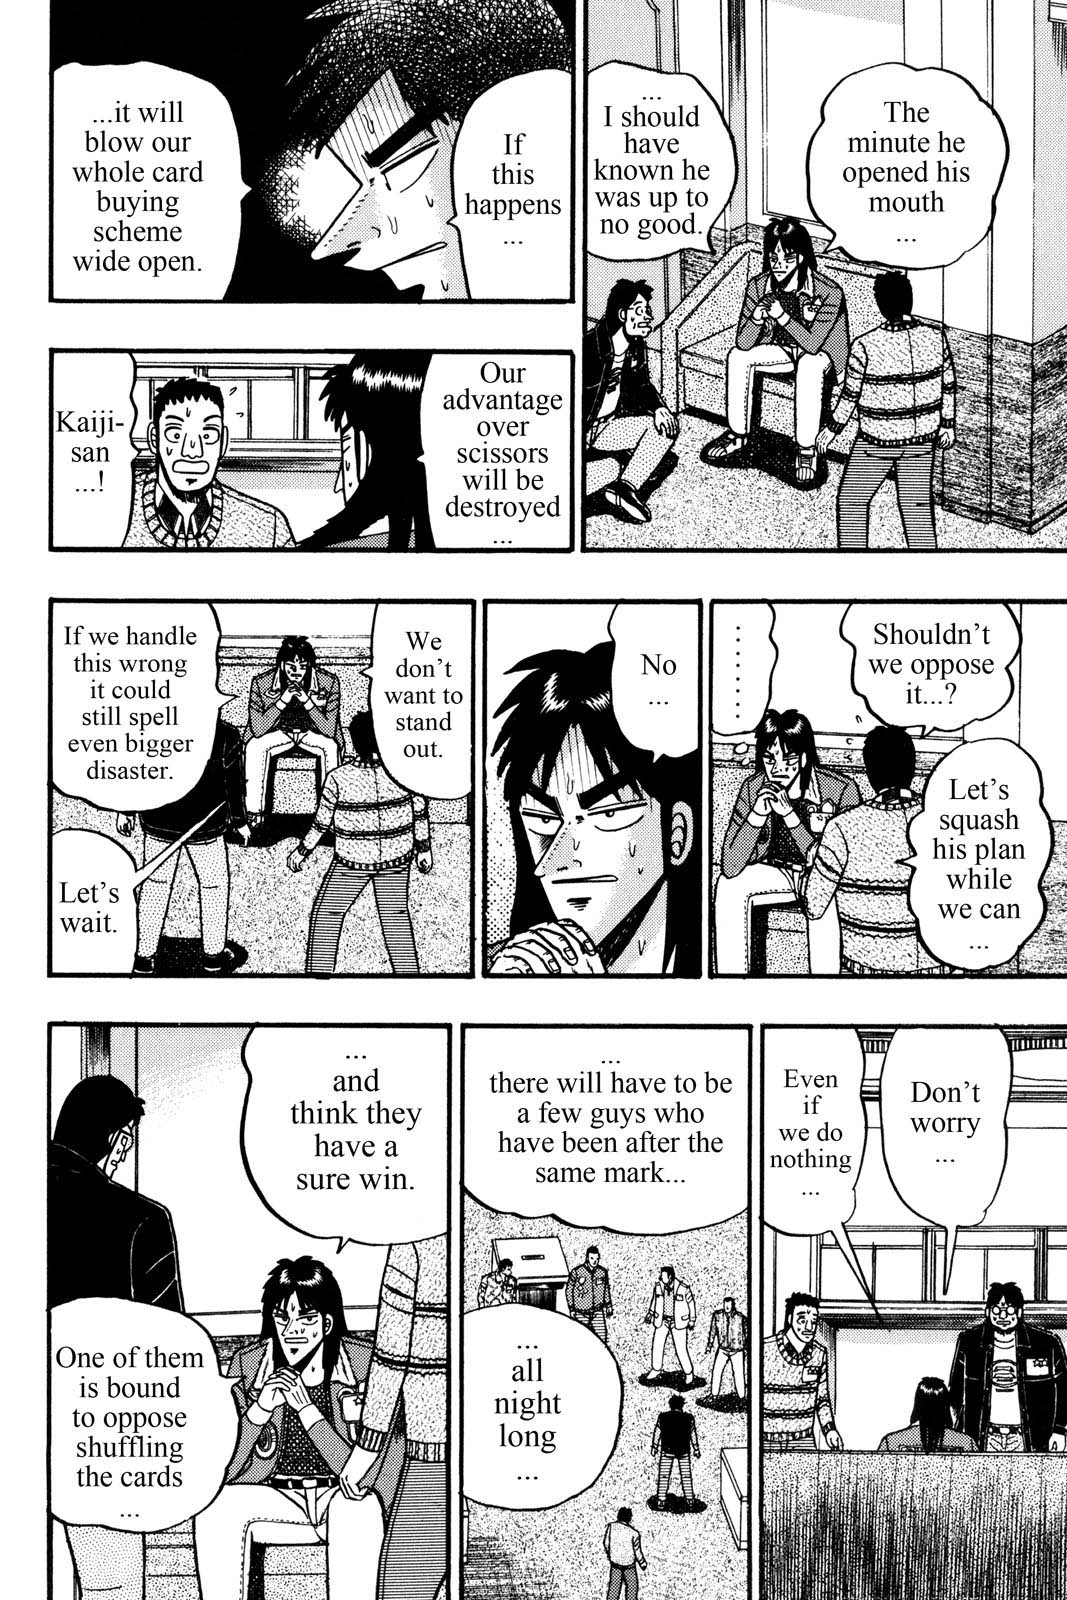 The
minute he
opened his
mouth
...
...
I should
have
known he
was up to
no good.
If
this
happens
...
...it will
blow our
whole card
buying
scheme
wide open.
Our
advantage
over
scissors
will be
destroyed
...
Kaiji-
san
...!
Shouldn't
we oppose
it...?
Let's
squash
his plan
while
we can
...
.......
No
...
We
don't
want to
stand
out.
If we handle
this wrong
it could
still spell
even bigger
disaster.
Let's
wait.
Don't
worry
...
Even
if
we do
nothing
...
...
there will have to be
a few guys who
have been after the
same mark...
...
all
night
long
...
...
and
think they
have a
sure win.
One of them
is bound
to oppose
shuffling
the cards
...